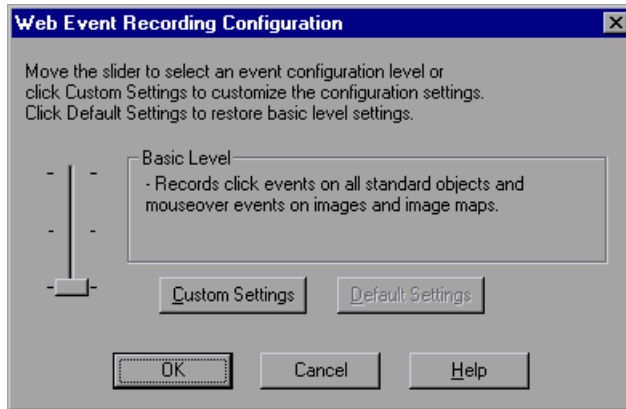 Web Event Recording Configuration
Move the slider to select an event configuration level or
click Custom Settings to customize the configuration settings.
Click Default Settings to restore basic level settings.
Basic Level
- Records click events on all standard objects and
mouseover events on images and image maps.
Custom Settings
Default Settings
OK
Cancel
Help